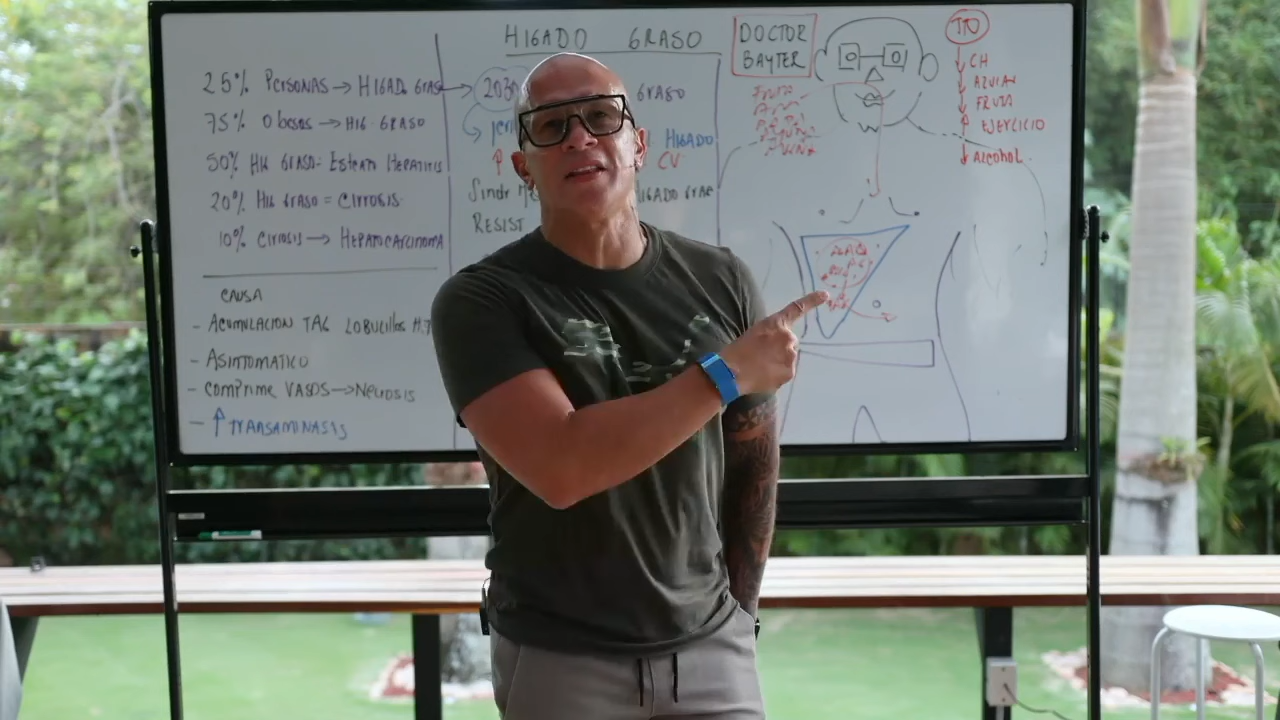 HIGADO GRASO
25% PERSONAS → HIGADO GRASO → 2030
75% OBESOS → HIG. GRASO
50% HIG GRASO = ESTEATO HEPATITIS
20% HIG GRASO = CIRROSIS
10% CIRROSIS → HEPATOCARCINOMA
CAUSA
- ACUMULACION TAG LOBULILLOS H.
- ASINTOMATICO
- COMPRIME VASOS → NECROSIS
- ↑ TRANSAMINASAS
GRASO
HIGADO
CV
SINDR
HIGADO GRAS
RESIST
DOCTOR
BAYTER
TTO
CH
AZUCAR
FRUTA
EJERCICIO
ALCOHOL